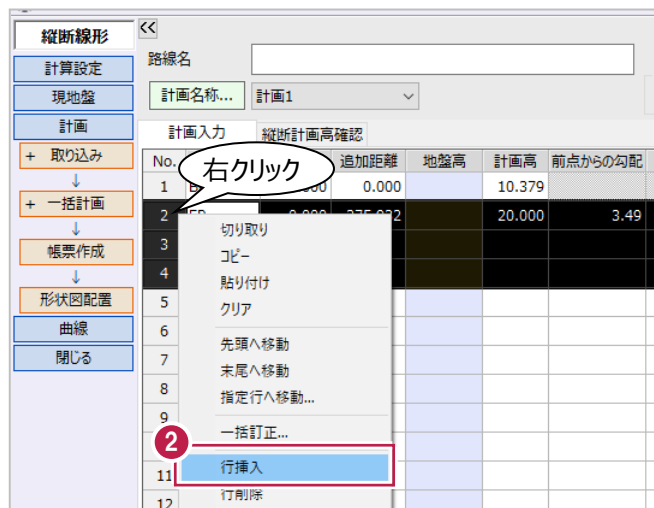 縦断線形
計算設定
現地盤
計画
+ 取り込み
↓
+ 一括計画
↓
帳票作成
↓
形状図配置
曲線
閉じる
<<
路線名
計画名称... 計画1
計画入力 縦断計画高確認
No. 追加距離 地盤高 計画高 前点からの勾配
右クリック
1 0.000 10.379
2 20.000 3.49
3
4
5
6
7
8
9
11
12
切り取り
コピー
貼り付け
クリア
先頭へ移動
末尾へ移動
指定行へ移動...
一括訂正...
2
行挿入
行削除